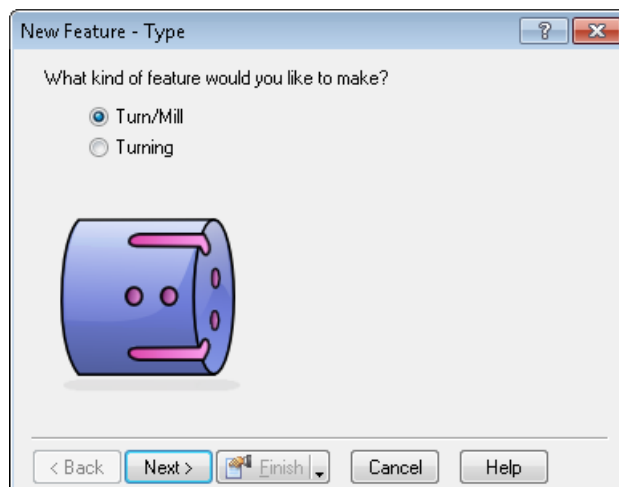 New Feature - Type
What kind of feature would you like to make?
Turn/Mill
Turning
< Back Next > Finish Cancel Help